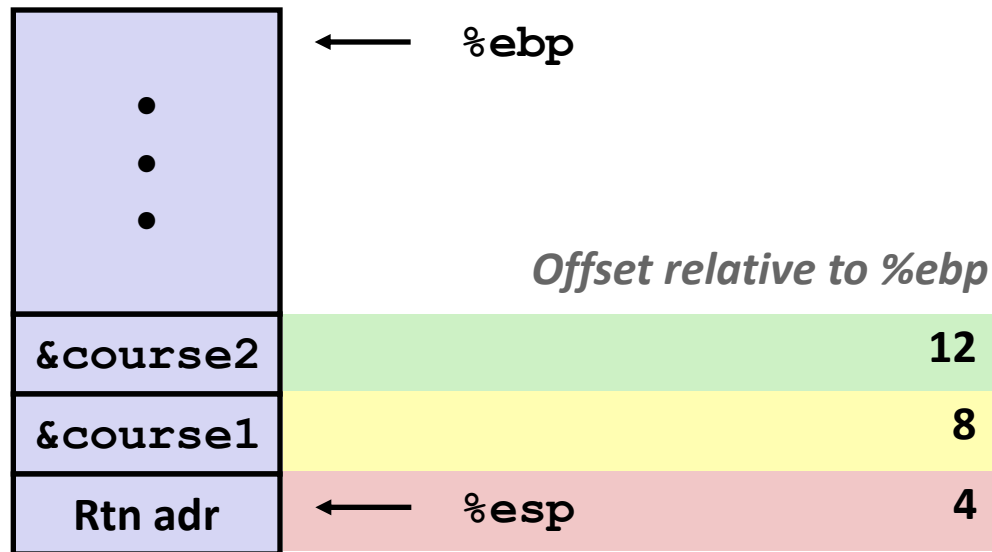 %ebp
Offset relative to %ebp
&course2 12
&course1 8
Rtn adr %esp 4